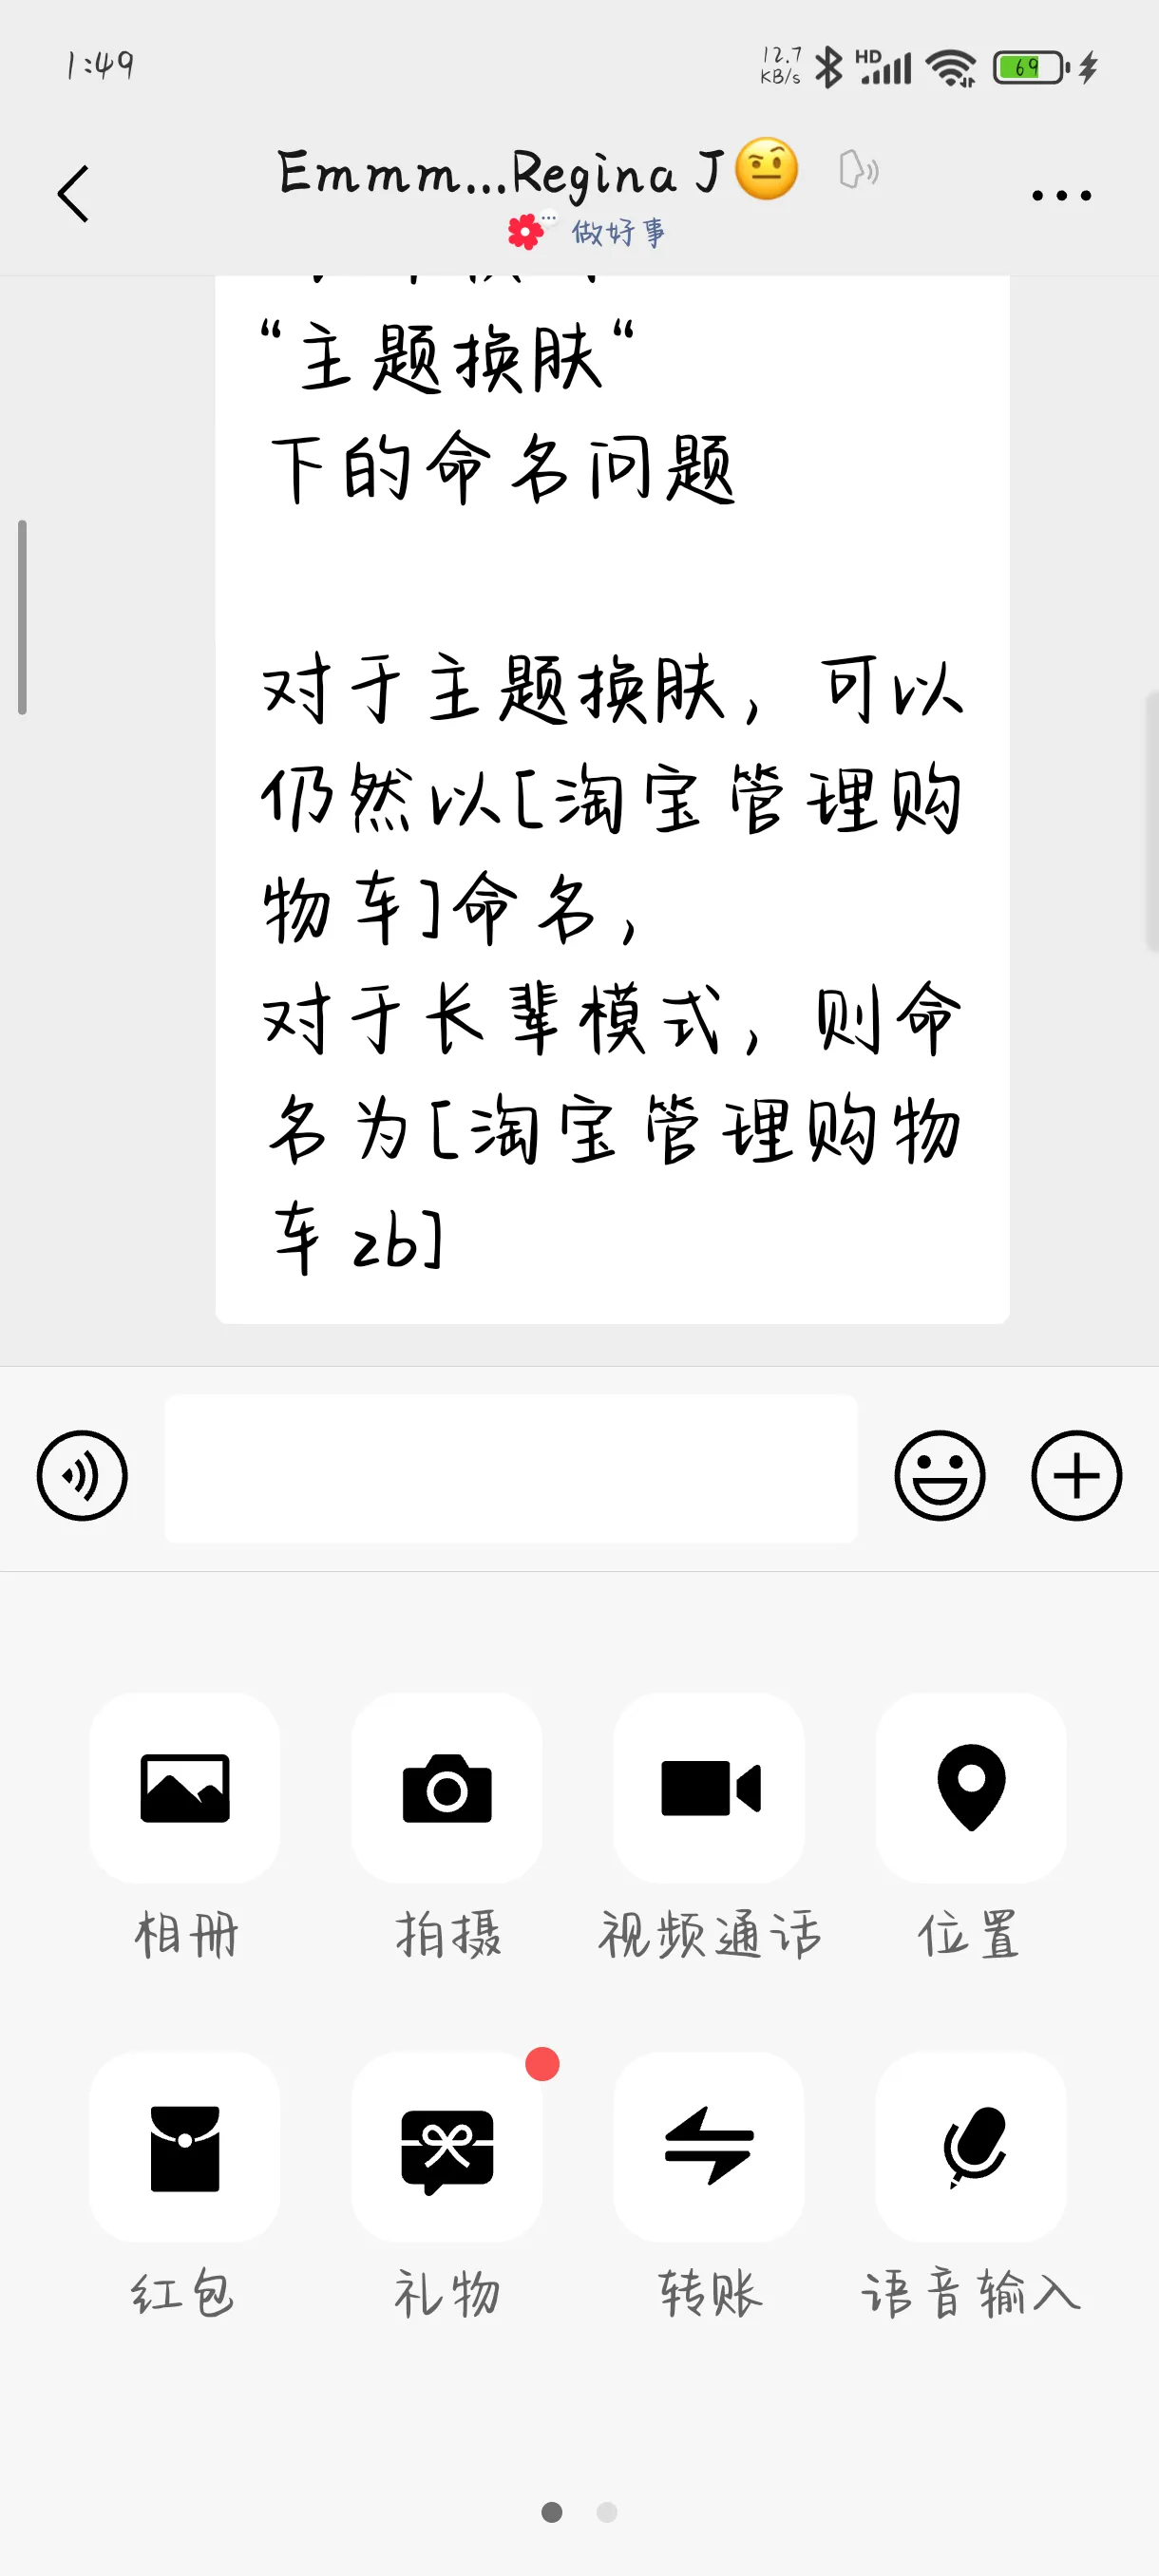 1:49
12.7
KB/s
HD
69
Emmm...Regina J
做好事
“主题换肤“
下的命名问题
对于主题换肤，可以
仍然以[淘宝管理购
物车]命名，
对于长辈模式，则命
名为[淘宝管理购物
车zb]
相册
拍摄
视频通话
位置
红包
礼物
转账
语音输入